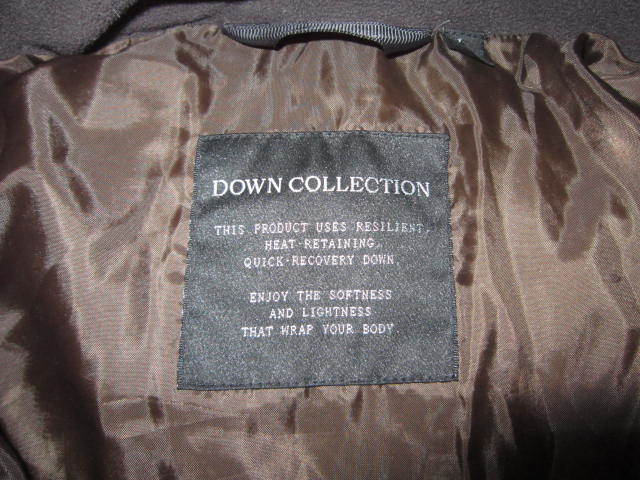 DOWN COLLECTION
THIS PRODUCT USES RESILIENT,
HEAT-RETAINING,
QUICK-RECOVERY DOWN.
ENJOY THE SOFTNESS
AND LIGHTNESS
THAT WRAP YOUR BODY.